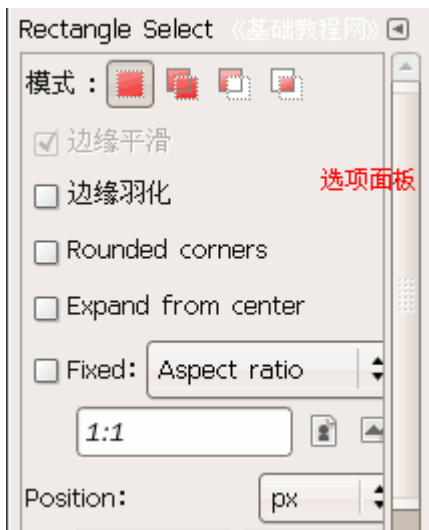 Rectangle Select 《基础教程网》
模式：
边缘平滑
边缘羽化
选项面板
Rounded corners
Expand from center
Fixed: Aspect ratio
1:1
Position: px